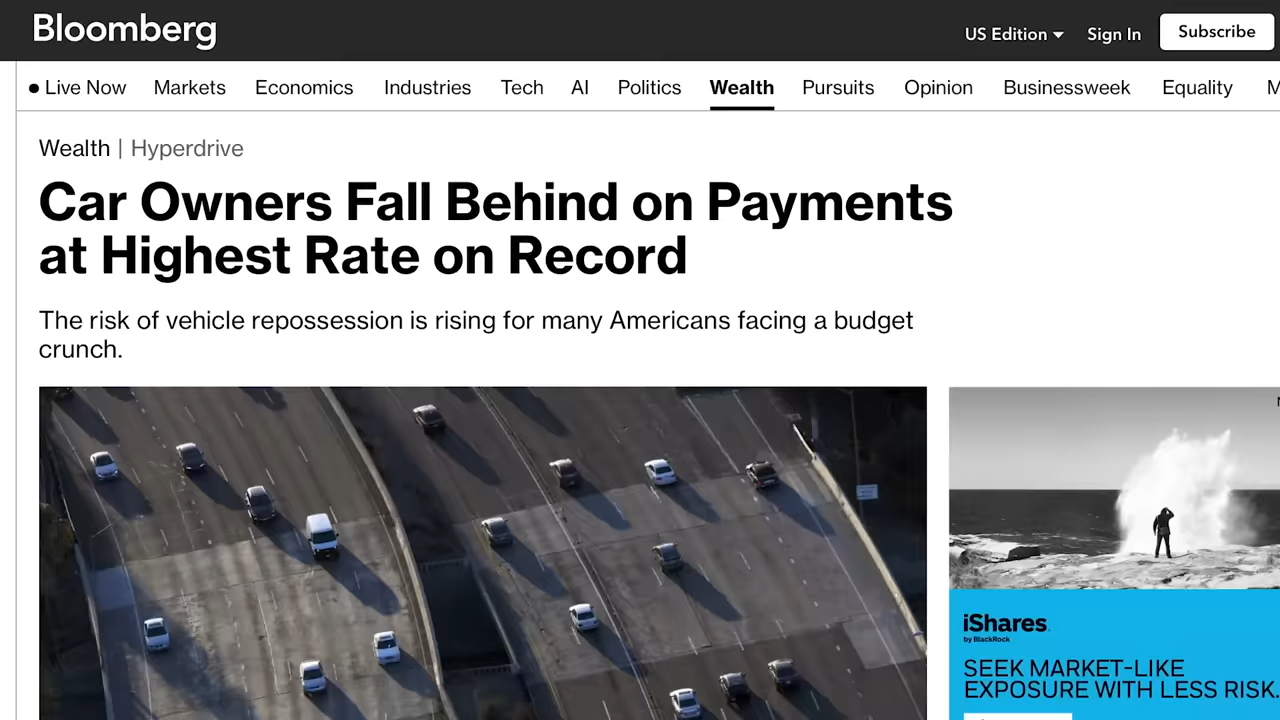 Bloomberg
US Edition
Sign In
Subscribe
Live Now
Markets
Economics
Industries
Tech
AI
Politics
Wealth
Pursuits
Opinion
Businessweek
Equality
Wealth | Hyperdrive
Car Owners Fall Behind on Payments
at Highest Rate on Record
The risk of vehicle repossession is rising for many Americans facing a budget
crunch.
iShares.
by BlackRock
SEEK MARKET-LIKE
EXPOSURE WITH LESS RISK.